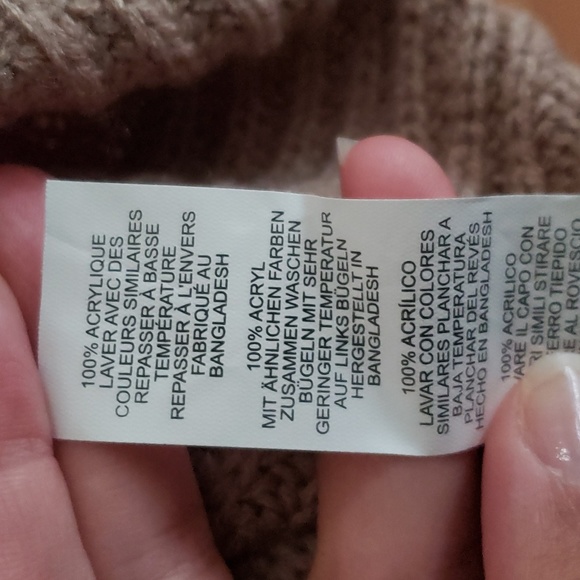 100% ACRYLIQUE
LAVER AVEC DES
COULEURS SIMILAIRES
REPASSER À BASSE
TEMPÉRATURE
REPASSER À L'ENVERS
FABRIQUÉ AU
BANGLADESH
100% ACRYL
MIT ÄHNLICHEN FARBEN
ZUSAMMEN WASCHEN
BÜGELN MIT SEHR
GERINGER TEMPERATUR
AUF LINKS BÜGELN
HERGESTELLT IN
BANGLADESH
100% ACRÍLICO
LAVAR CON COLORES
SIMILARES PLANCHAR A
BAJA TEMPERATURA
PLANCHAR DEL REVÉS
HECHO EN BANGLADESH
100% ACRILICO
IL CAPO CON
SIMILI STIRARE
TIEPIDO
AL ROVESCIO